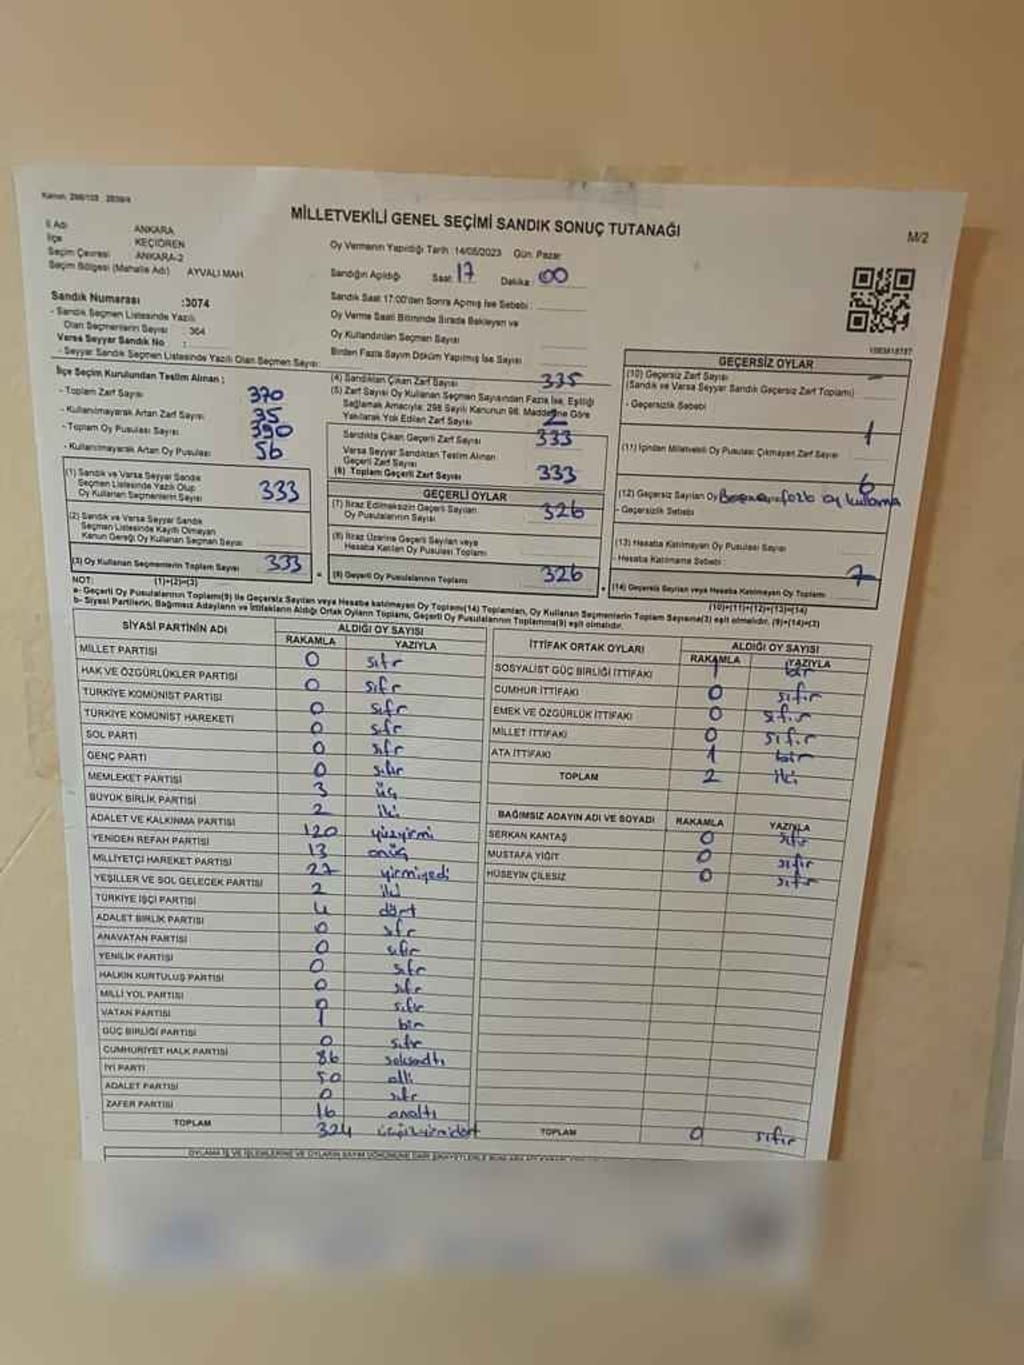 MİLLETVEKİLİ GENEL SEÇİMİ SANDIK SONUÇ TUTANAĞI
M/2
İl Adı ANKARA
İlçe KEÇİÖREN
Seçim Çevresi ANKARA-2
Seçim Bölgesi (Mahalle Adı) AYVALI MAH.
Oy Vermenin Yapıldığı Tarih :14/05/2023 Gün: Pazar
Sandığın Açıldığı Saat: 17 Dakika: 00
Sandık Saat 17:00'den Sonra Açmış İse Sebebi :
Oy Verme Saati Bitiminde Sırada Bekleyen ve
Oy Kullandırılan Seçmen Sayısı
Birden Fazla Sayım Döküm Yapılmış İse Sayısı
Sandık Numarası :3074
- Sandık Seçmen Listesinde Yazılı
Olan Seçmenlerin Sayısı : 364
Varsa Seyyar Sandık No :
- Seyyar Sandık Seçmen Listesinde Yazılı Olan Seçmen Sayısı
İlçe Seçim Kurulundan Teslim Alınan :
- Toplam Zarf Sayısı 370
- Kullanılmayarak Artan Zarf Sayısı 35
- Toplam Oy Pusulası Sayısı 390
- Kullanılmayarak Artan Oy Pusulası 56
(1) Sandık ve Varsa Seyyar Sandık
Seçmen Listesinde Yazılı Olup
Oy Kullanan Seçmenlerin Sayısı 333
(2) Sandık ve Varsa Seyyar Sandık
Seçmen Listesinde Kaydı Olmayan
Kanun Gereği Oy Kullanan Seçmen Sayısı
(3) Oy Kullanan Seçmenlerin Toplam Sayısı 333
(4) Sandıktan Çıkan Zarf Sayısı 335
(5) Zarf Sayısı Oy Kullanan Seçmen Sayısından Fazla İse, Eşitliği
Sağlamak Amacıyla; 298 Sayılı Kanunun 98. Maddesine Göre
Yakılarak Yok Edilen Zarf Sayısı 2
Sandıkta Çıkan Geçerli Zarf Sayısı 333
Varsa Seyyar Sandıktan Teslim Alınan
Geçerli Zarf Sayısı
(6) Toplam Geçerli Zarf Sayısı 333
GEÇERLİ OYLAR
(7) İtiraz Edilmeksizin Geçerli Sayılan
Oy Pusulalarının Sayısı 326
(8) İtiraz Üzerine Geçerli Sayılan veya
Hesaba Katılan Oy Pusulası Toplamı
(9) Geçerli Oy Pusulalarının Toplamı 326
GEÇERSİZ OYLAR
(10) Geçersiz Zarf Sayısı
(Sandık ve Varsa Seyyar Sandık Geçersiz Zarf Toplamı)
- Geçersizlik Sebebi
(11) İçinden Milletvekili Oy Pusulası Çıkmayan Zarf Sayısı 1
(12) Geçersiz Sayılan Oy 6
- Geçersizlik Sebebi fazla oy kullanma
(13) Hesaba Katılmayan Oy Pusulası Sayısı
- Hesaba Katılmama Sebebi :
(14) Geçersiz Sayılan veya Hesaba Katılmayan Oy Toplamı 7
NOT: (1)+(2)=(3) (10)+(11)+(12)+(13)=(14)
a- Geçerli Oy Pusulalarının Toplamı(9) ile Geçersiz Sayılan veya Hesaba katılmayan Oy Toplamı(14) Toplamları, Oy Kullanan Seçmenlerin Toplam Sayısına(3) eşit olmalıdır. (9)+(14)=(3)
b- Siyasi Partilerin, Bağımsız Adayların ve İttifakların Aldığı Ortak Oyların Toplamı, Geçerli Oy Pusulalarının Toplamına(9) eşit olmalıdır.
SİYASİ PARTİNİN ADI ALDIĞI OY SAYISI
RAKAMLA YAZIYLA
MİLLET PARTİSİ 0 sıfır
HAK VE ÖZGÜRLÜKLER PARTİSİ 0 sıfır
TÜRKİYE KOMÜNİST PARTİSİ 0 sıfır
TÜRKİYE KOMÜNİST HAREKETİ 0 sıfır
SOL PARTİ 0 sıfır
GENÇ PARTİ 0 sıfır
MEMLEKET PARTİSİ 3 üç
BÜYÜK BİRLİK PARTİSİ 2 iki
ADALET VE KALKINMA PARTİSİ 120 yüzyirmi
YENİDEN REFAH PARTİSİ 13 onüç
MİLLİYETÇİ HAREKET PARTİSİ 27 yirmiyedi
YEŞİLLER VE SOL GELECEK PARTİSİ 2 iki
TÜRKİYE İŞÇİ PARTİSİ 4 dört
ADALET BİRLİK PARTİSİ 0 sıfır
ANAVATAN PARTİSİ 0 sıfır
YENİLİK PARTİSİ 0 sıfır
HALKIN KURTULUŞ PARTİSİ 0 sıfır
MİLLİ YOL PARTİSİ 0 sıfır
VATAN PARTİSİ 1 bir
GÜÇ BİRLİĞİ PARTİSİ 0 sıfır
CUMHURİYET HALK PARTİSİ 86 seksenaltı
İYİ PARTİ 50 elli
ADALET PARTİSİ 0 sıfır
ZAFER PARTİSİ 16 onaltı
TOPLAM 324 üçyüzyirmidört
İTTİFAK ORTAK OYLARI ALDIĞI OY SAYISI
RAKAMLA YAZIYLA
SOSYALİST GÜÇ BİRLİĞİ İTTİFAKI 1 bir
CUMHUR İTTİFAKI 0 sıfır
EMEK VE ÖZGÜRLÜK İTTİFAKI 0 sıfır
MİLLET İTTİFAKI 0 sıfır
ATA İTTİFAKI 1 bir
TOPLAM 2 iki
BAĞIMSIZ ADAYIN ADI VE SOYADI RAKAMLA YAZIYLA
SERKAN KANTAŞ 0 sıfır
MUSTAFA YİĞİT 0 sıfır
HÜSEYİN ÇİLESİZ 0 sıfır
TOPLAM 0 sıfır